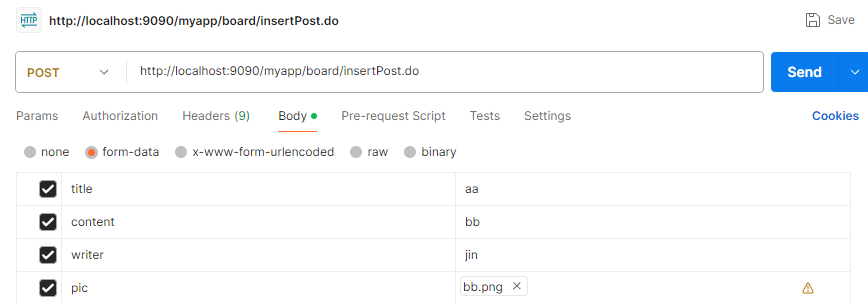 HTTP http://localhost:9090/myapp/board/insertPost.do Save
POST http://localhost:9090/myapp/board/insertPost.do Send
Params Authorization Headers (9) Body Pre-request Script Tests Settings Cookies
none form-data x-www-form-urlencoded raw binary
title aa
content bb
writer jin
pic bb.png